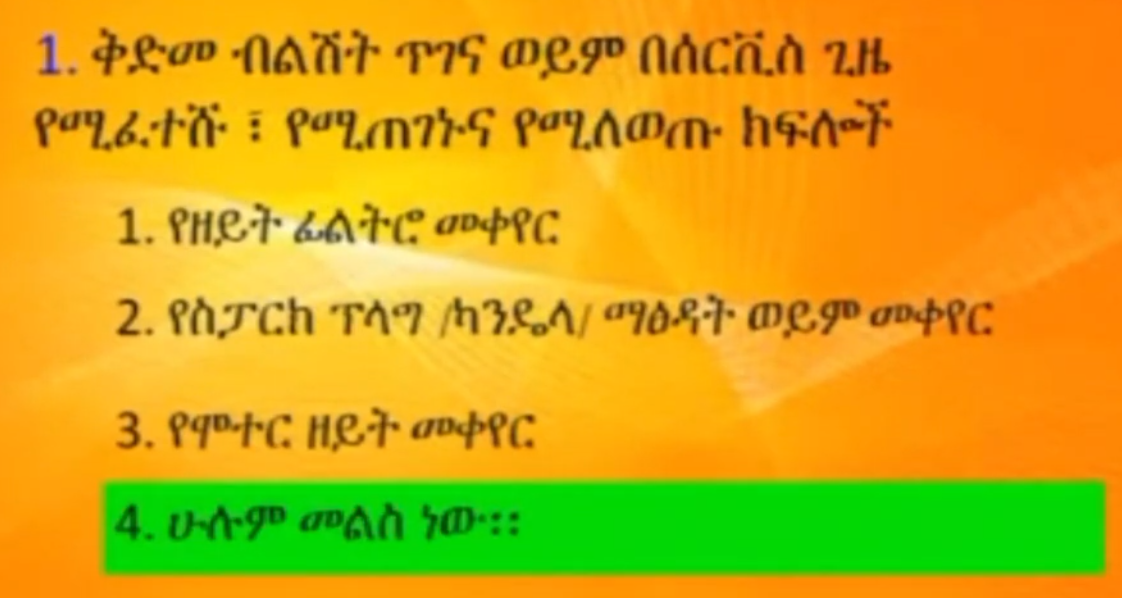 1. ቅድመ ብልሽት ጥገና ወይም በሰርቪስ ጊዜ
የሚፈተሹ ፤ የሚጠገኑና የሚለወጡ ክፍሎች
1. የዘይት ፊልትሮ መቀየር
2. የስፓርክ ፕላግ /ካንዴላ/ ማፅዳት ወይም መቀየር
3. የሞተር ዘይት መቀየር
4. ሁሉም መልስ ነው፡፡፡